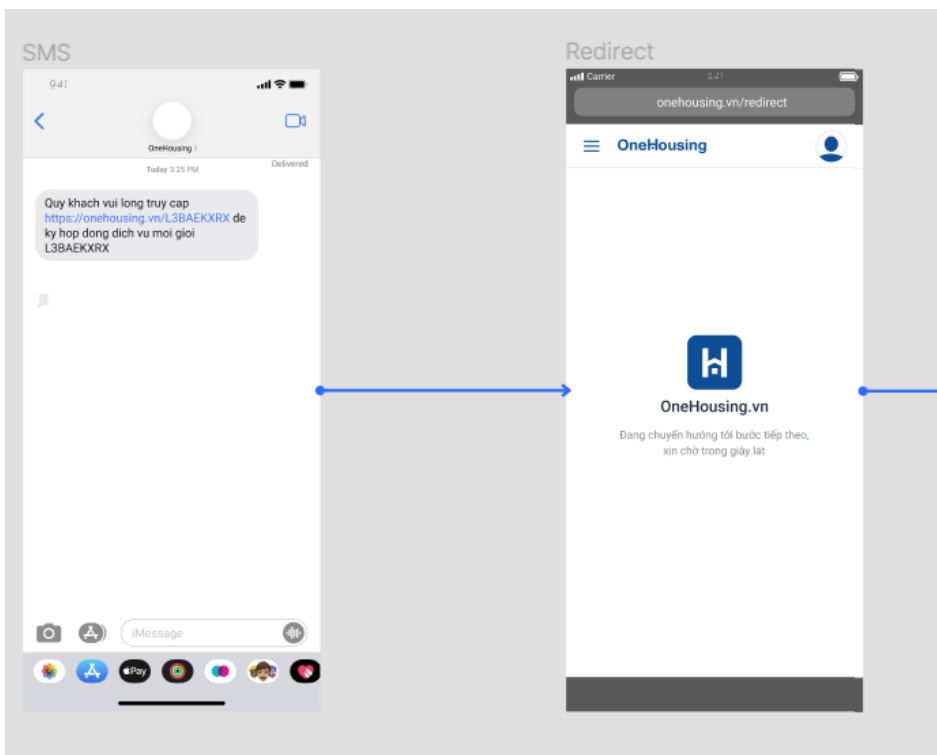 SMS
9:41
OneHousing >
Today 3:25 PM
Delivered
Quy khach vui long truy cap
https://onehousing.vn/L3BAEKXRX de
ky hop dong dich vu moi gioi
L3BAEKXRX
iMessage
Pay
Redirect
Carrier
9:41
onehousing.vn/redirect
OneHousing
OneHousing.vn
Đang chuyển hướng tới bước tiếp theo,
xin chờ trong giây lát